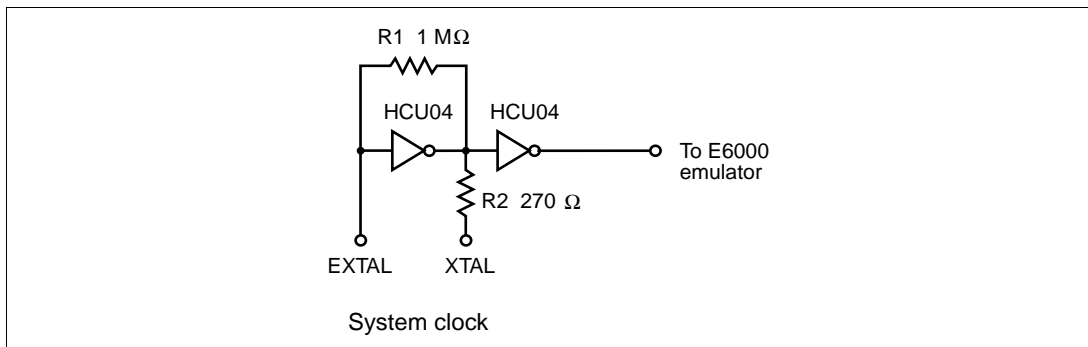 R1 1 MΩ
HCU04 HCU04
To E6000
emulator
R2 270 Ω
EXTAL XTAL
System clock